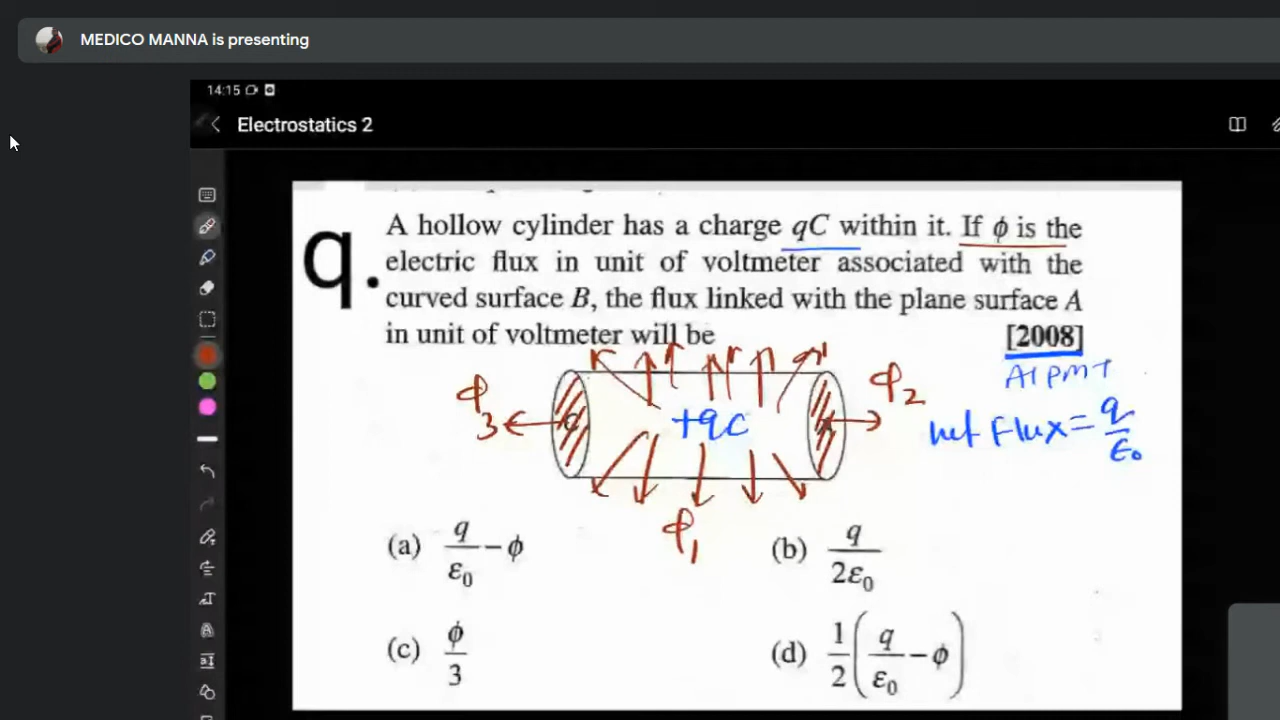 MEDICO MANNA is presenting
14:15
Electrostatics 2
q.
A hollow cylinder has a charge qC within it. If ϕ is the
electric flux in unit of voltmeter associated with the
curved surface B, the flux linked with the plane surface A
in unit of voltmeter will be [2008]
AIPMT
ϕ3
C
+qC
A
ϕ2
net Flux = q/ε0
ϕ1
(a) q/ε0 − ϕ
(b) q/2ε0
(c) ϕ/3
(d) 1/2 (q/ε0 − ϕ)